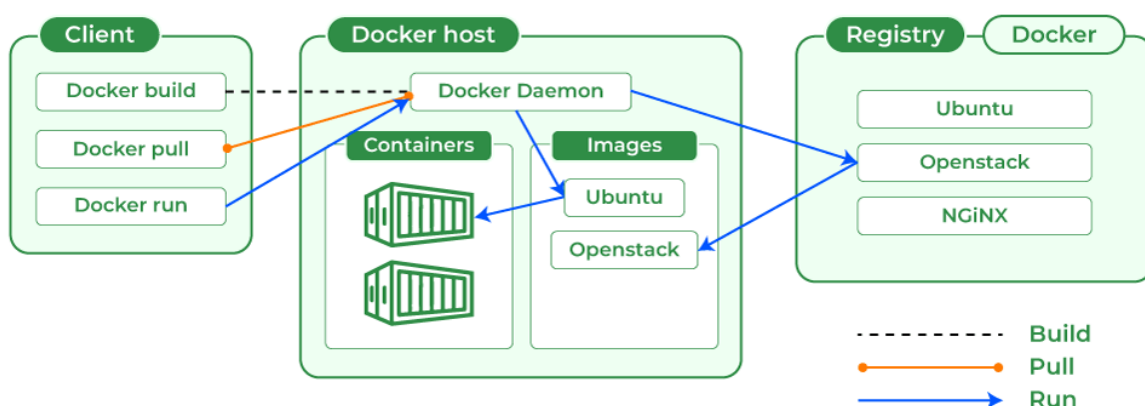 Client
Docker host
Registry
Docker
Docker build
Docker pull
Docker run
Docker Daemon
Containers
Images
Ubuntu
Openstack
Ubuntu
Openstack
NGiNX
Build
Pull
Run